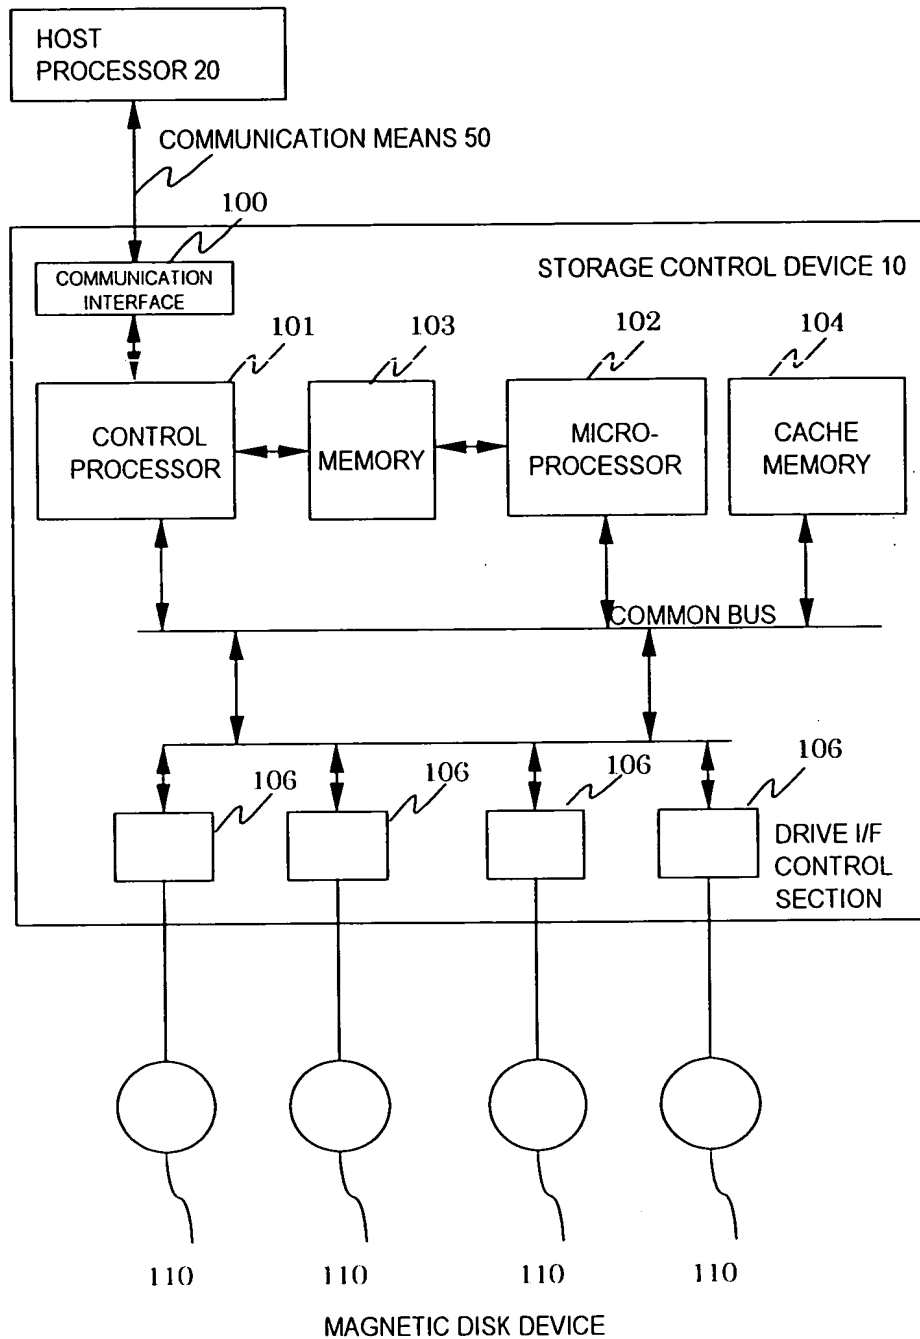 HOST
PROCESSOR 20
COMMUNICATION MEANS 50
100
COMMUNICATION
INTERFACE
STORAGE CONTROL DEVICE 10
101
103
102
104
CONTROL
PROCESSOR
MEMORY
MICRO-
PROCESSOR
CACHE
MEMORY
COMMON BUS
106
106
106
106
DRIVE I/F
CONTROL
SECTION
110
110
110
110
MAGNETIC DISK DEVICE